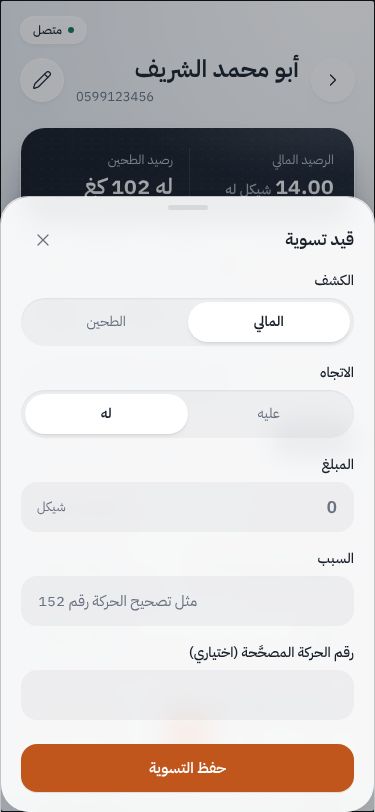 متصل
أبو محمد الشريف
0599123456
الرصيد المالي
14.00 شيكل له
رصيد الطحين
له 102 كغ
قيد تسوية
الكشف
المالي
الطحين
الاتجاه
عليه
له
المبلغ
0
شيكل
السبب
مثل تصحيح الحركة رقم 152
رقم الحركة المصحَّحة (اختياري)
حفظ التسوية